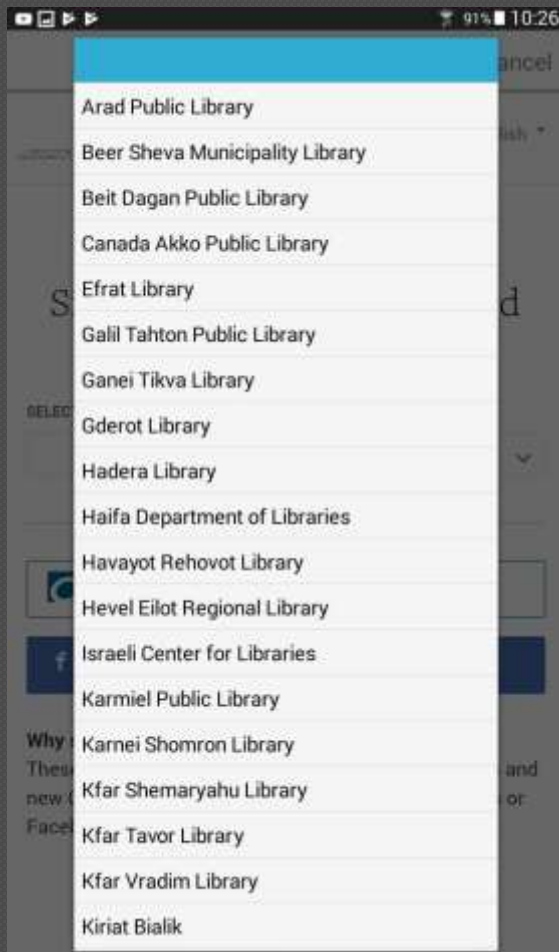 91% 10:26
ancel
Arad Public Library
Beer Sheva Municipality Library
Beit Dagan Public Library
Canada Akko Public Library
Efrat Library
S d
Galil Tahton Public Library
Ganei Tikva Library
SELECT
Gderot Library
Hadera Library
Haifa Department of Libraries
Havayot Rehovot Library
Hevel Eilot Regional Library
Israeli Center for Libraries
f
Karmiel Public Library
Karnei Shomron Library
Why
These and
Kfar Shemaryahu Library
new or
Kfar Tavor Library
Kfar Vradim Library
Kiriat Bialik